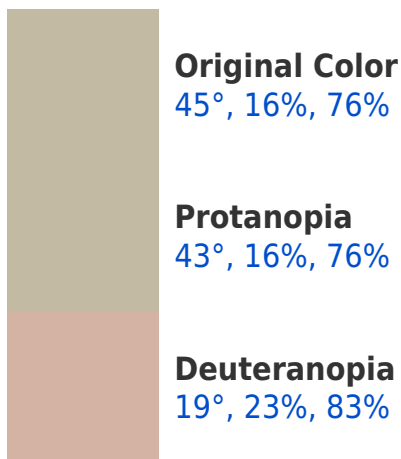 Original Color
45°, 16%, 76%
Protanopia
43°, 16%, 76%
Deuteranopia
19°, 23%, 83%